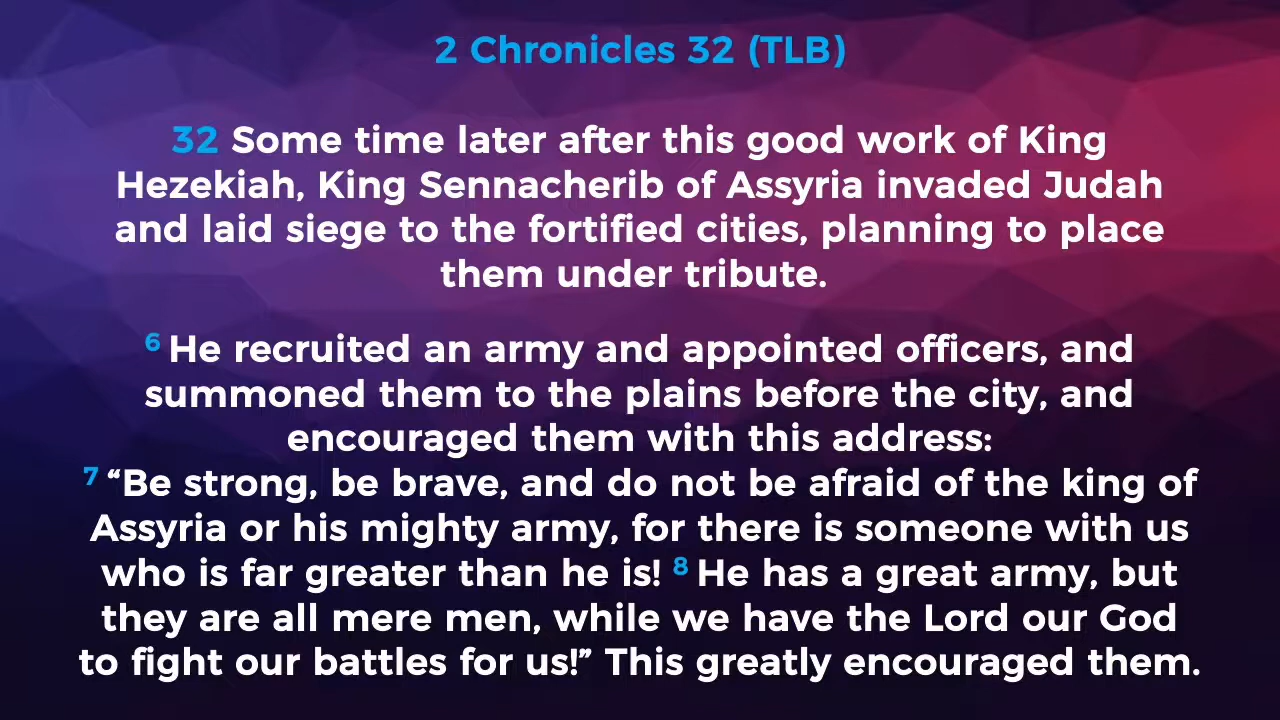 2 Chronicles 32 (TLB)
32 Some time later after this good work of King
Hezekiah, King Sennacherib of Assyria invaded Judah
and laid siege to the fortified cities, planning to place
them under tribute.
6 He recruited an army and appointed officers, and
summoned them to the plains before the city, and
encouraged them with this address:
7 “Be strong, be brave, and do not be afraid of the king of
Assyria or his mighty army, for there is someone with us
who is far greater than he is! 8 He has a great army, but
they are all mere men, while we have the Lord our God
to fight our battles for us!” This greatly encouraged them.